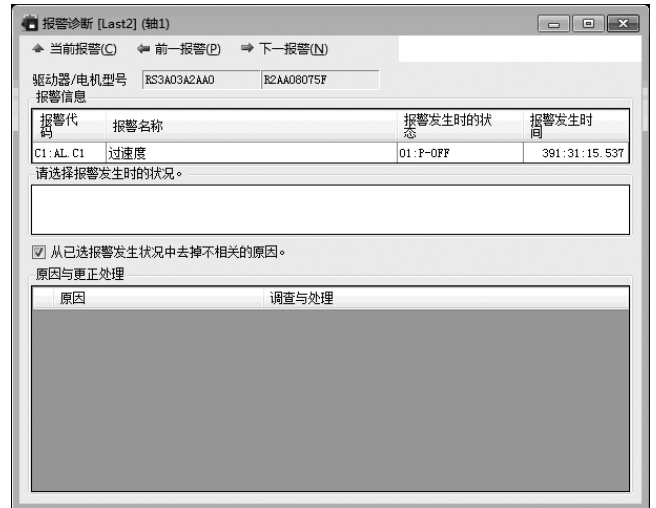 报警诊断 [Last2] (轴1)
当前报警(C) 前一报警(P) 下一报警(N)
驱动器/电机型号 RS3A03A2AA0 R2AA08075F
报警信息
报警代码 报警名称 报警发生时的状态 报警发生时间
C1:AL.C1 过速度 01:P-OFF 391:31:15.537
请选择报警发生时的状况。
从已选报警发生状况中去掉不相关的原因。
原因与更正处理
原因 调查与处理